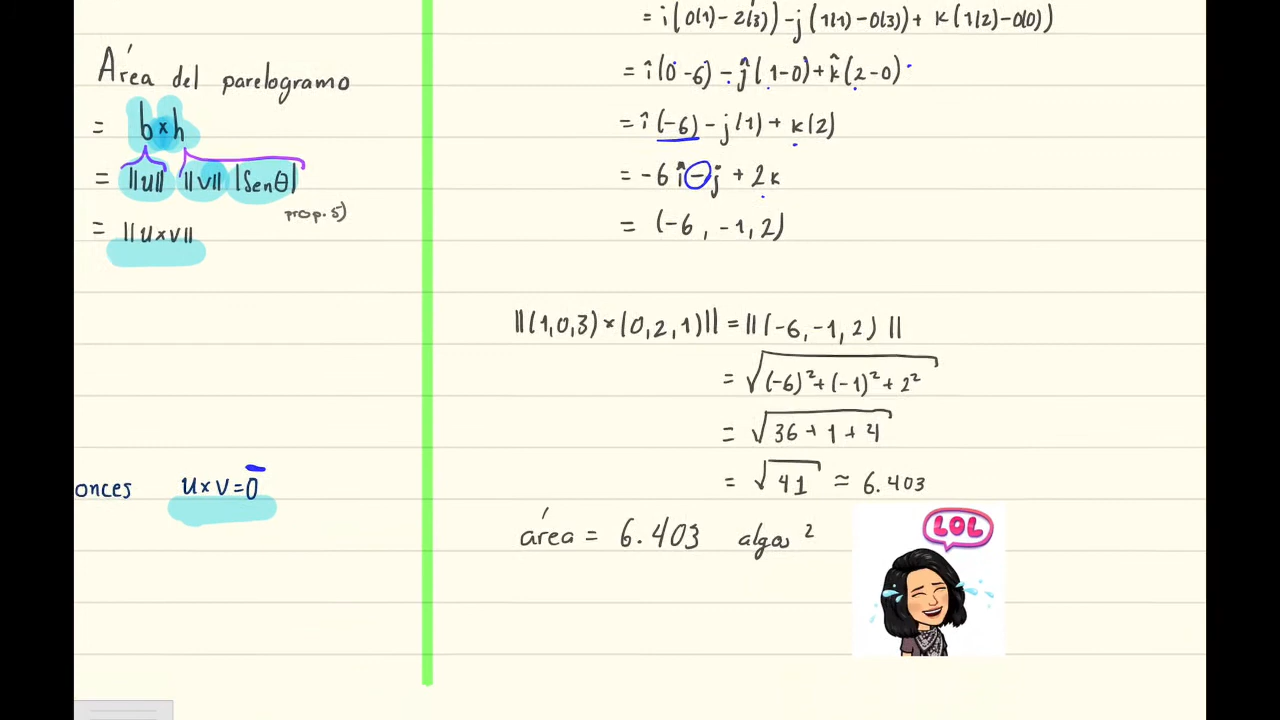 Área del parelogramo
= b×h
= ||u|| ||v|| |Senθ|
prop. 5)
= ||u×v||
onces u×v=0
= i(0(1)-2(3))-j(1(1)-0(3))+ k(1(2)-0(0))
= î(0-6)-ĵ(1-0)+k̂(2-0)
= î(-6)-j(1)+k(2)
= -6î-j+2k
= (-6, -1, 2)
||(1,0,3)×(0,2,1)||=||(-6,-1,2)||
= √(-6)²+(-1)²+2²
= √36+1+4
= √41 ≃ 6.403
área = 6.403 algo²
LOL